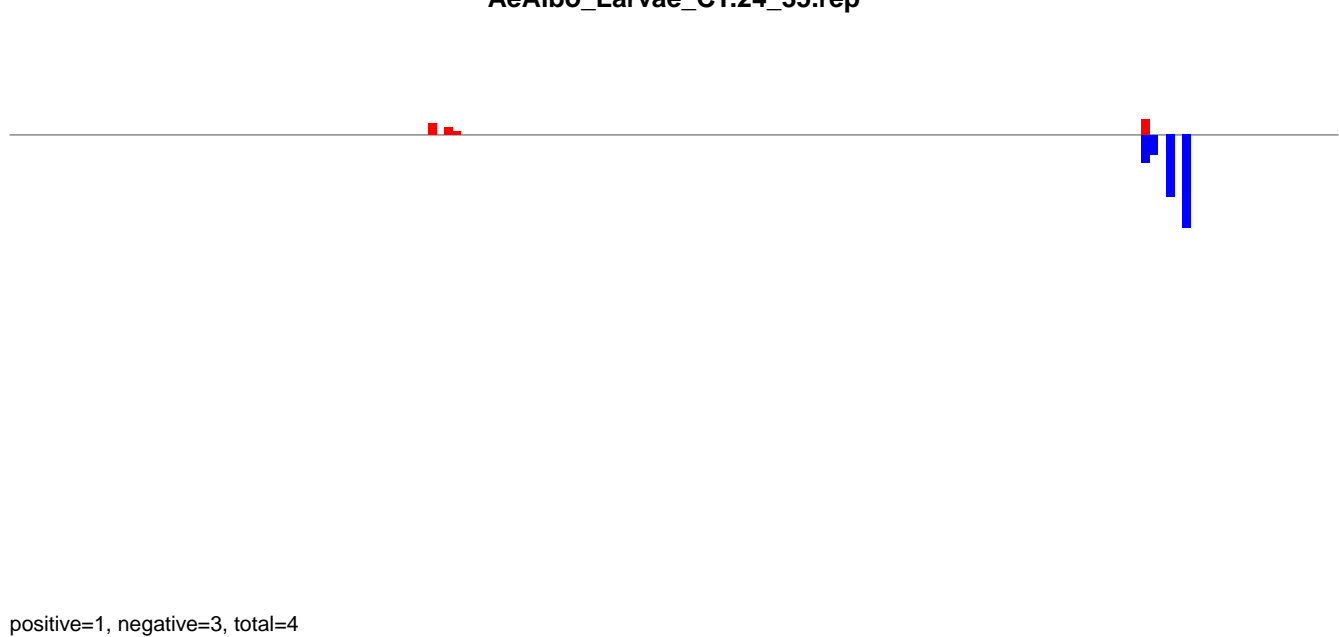 AeAlbo_Larvae_C1.24_35.rep
positive=1, negative=3, total=4